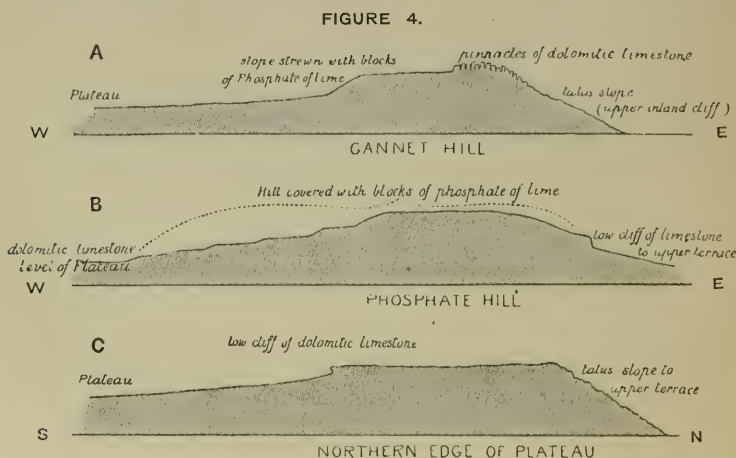 FIGURE 4.
A
slope strewn with blocks
of Phosphate of lime
pinnacles of dolomitic limestone
Plateau
talus slope
(upper inland cliff)
W
E
GANNET HILL
B
Hill covered with blocks of phosphate of lime
dolomitic limestone
level of Plateau
low cliff of limestone
to upper terrace
W
E
PHOSPHATE HILL
C
low cliff of dolomitic limestone
Plateau
talus slope to
upper terrace
S
N
NORTHERN EDGE OF PLATEAU